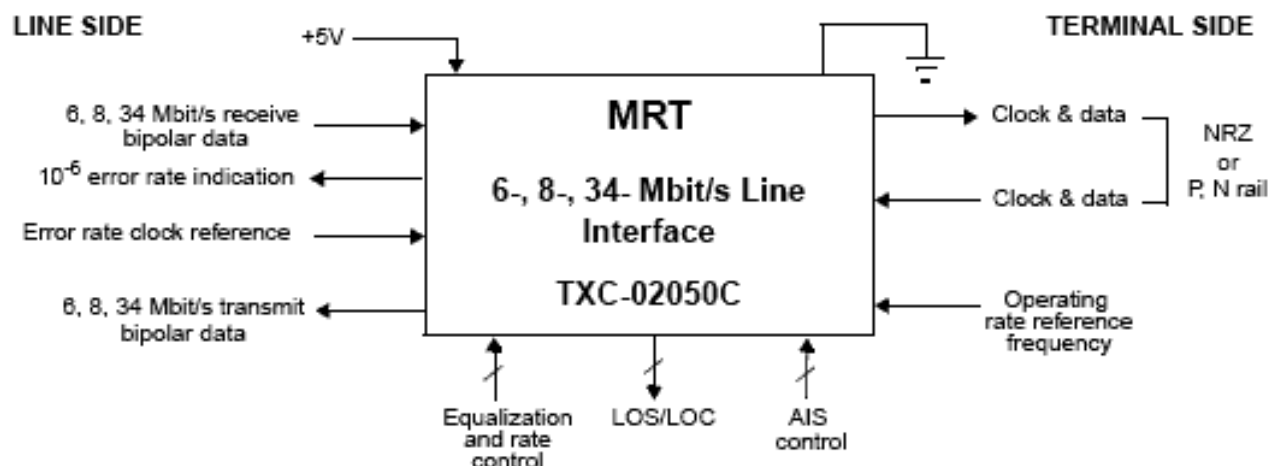 LINE SIDE
TERMINAL SIDE
+5V
6, 8, 34 Mbit/s receive
bipolar data
10-6 error rate indication
Error rate clock reference
6, 8, 34 Mbit/s transmit
bipolar data
MRT
6-, 8-, 34- Mbit/s Line
Interface
TXC-02050C
Clock & data
NRZ
or
P, N rail
Clock & data
Operating
rate reference
frequency
Equalization
and rate
control
LOS/LOC
AIS
control